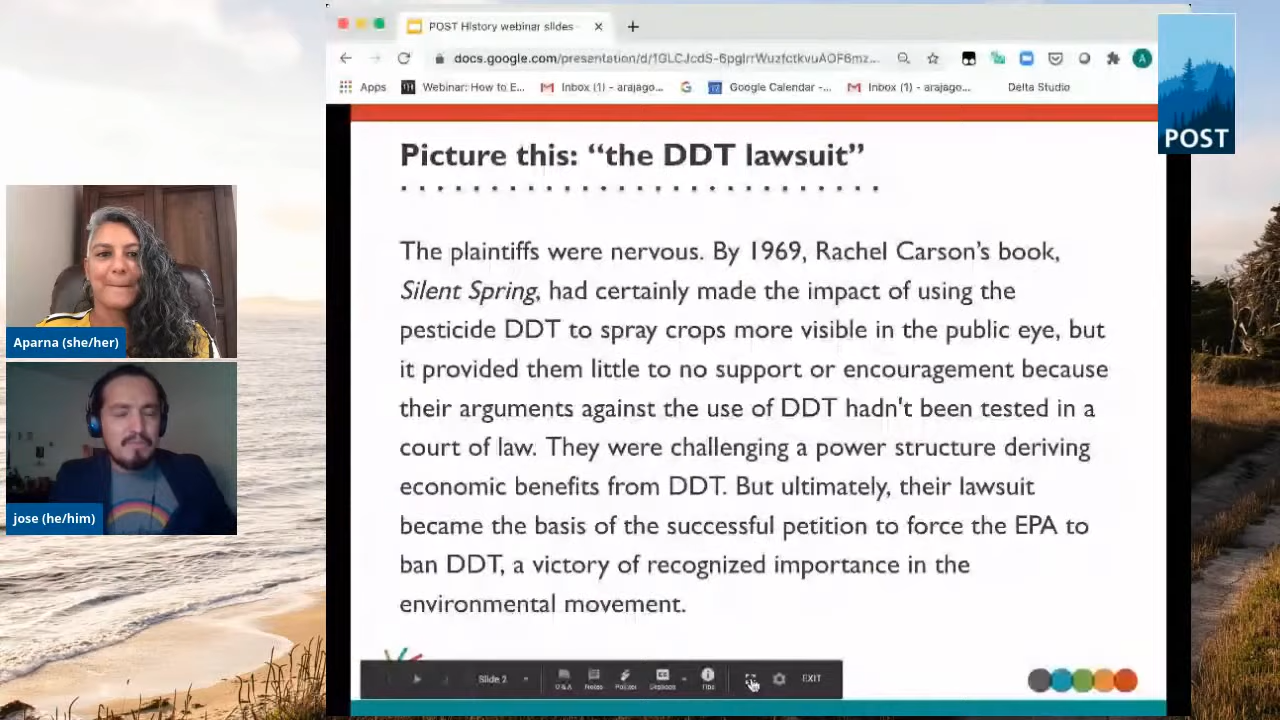 POST History webinar slides
docs.google.com/presentation/d/
Apps
Webinar: How to E...
Inbox (1) - arajago...
Google Calendar -...
Inbox (1) - arajago...
Delta Studio
A
POST
Picture this: “the DDT lawsuit”
The plaintiffs were nervous. By 1969, Rachel Carson’s book,
Silent Spring, had certainly made the impact of using the
pesticide DDT to spray crops more visible in the public eye, but
it provided them little to no support or encouragement because
their arguments against the use of DDT hadn't been tested in a
court of law. They were challenging a power structure deriving
economic benefits from DDT. But ultimately, their lawsuit
became the basis of the successful petition to force the EPA to
ban DDT, a victory of recognized importance in the
environmental movement.
Aparna (she/her)
jose (he/him)
Slide 2
Q&A
Notes
Pointer
Captions
Tips
EXIT